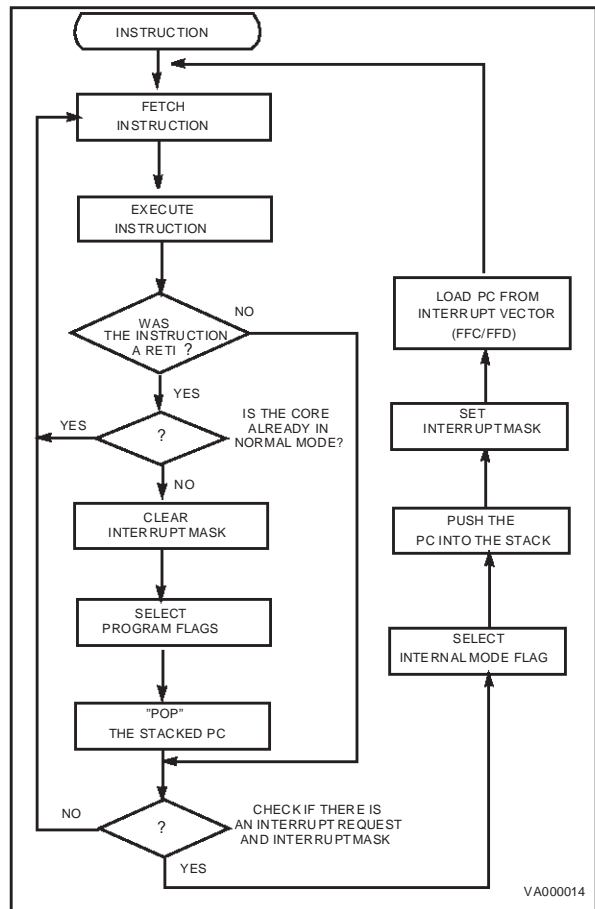 INSTRUCTION
FETCH
INSTRUCTION
EXECUTE
INSTRUCTION
WAS
THE INSTRUCTION
A RETI ?
NO
YES
?
IS THE CORE
ALREADY IN
NORMAL MODE?
YES
NO
CLEAR
INTERRUPT MASK
SELECT
PROGRAM FLAGS
"POP"
THE STACKED PC
?
CHECK IF THERE IS
AN INTERRUPT REQUEST
AND INTERRUPT MASK
NO
YES
SELECT
INTERNAL MODE FLAG
PUSH THE
PC INTO THE STACK
SET
INTERRUPT MASK
LOAD PC FROM
INTERRUPT VECTOR
(FFC/FFD)
VA000014